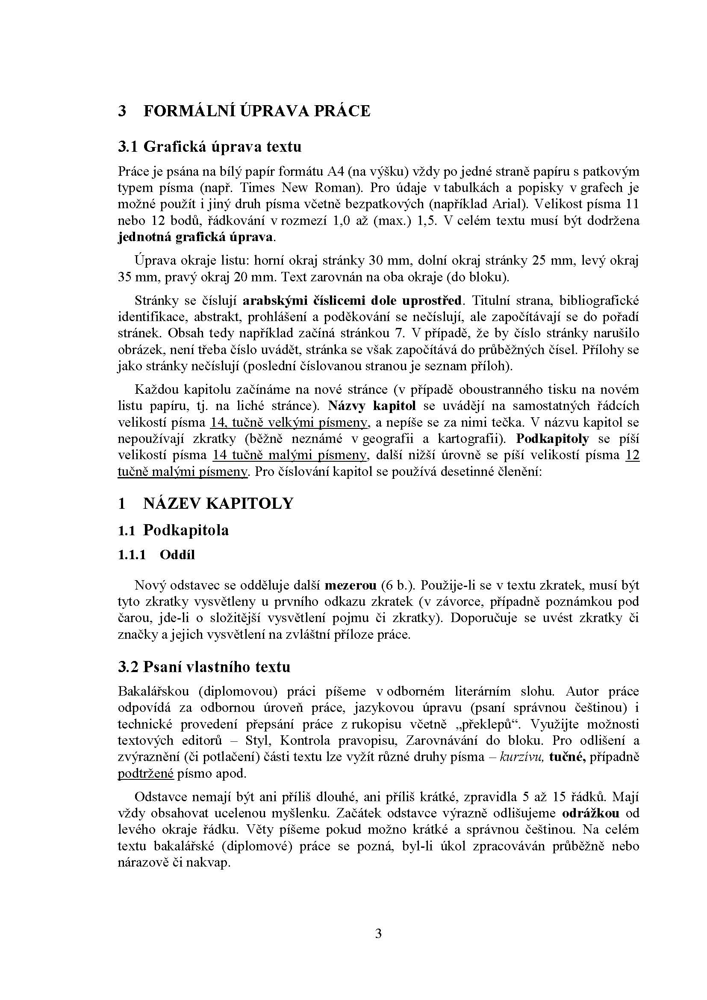 3 FORMÁLNÍ ÚPRAVA PRÁCE
3.1 Grafická úprava textu
Práce je psána na bílý papír formátu A4 (na výšku) vždy po jedné straně papíru s patkovým
typem písma (např. Times New Roman). Pro údaje v tabulkách a popisky v grafech je
možné použít i jiný druh písma včetně bezpatkových (například Arial). Velikost písma 11
nebo 12 bodů, řádkování v rozmezí 1,0 až (max.) 1,5. V celém textu musí být dodržena
jednotná grafická úprava.
Úprava okraje listu: horní okraj stránky 30 mm, dolní okraj stránky 25 mm, levý okraj
35 mm, pravý okraj 20 mm. Text zarovnán na oba okraje (do bloku).
Stránky se číslují arabskými číslicemi dole uprostřed. Titulní strana, bibliografické
identifikace, abstrakt, prohlášení a poděkování se nečíslují, ale započítávají se do pořadí
stránek. Obsah tedy například začíná stránkou 7. V případě, že by číslo stránky narušilo
obrázek, není třeba číslo uvádět, stránka se však započítává do průběžných čísel. Přílohy se
jako stránky nečíslují (poslední číslovanou stranou je seznam příloh).
Každou kapitolu začínáme na nové stránce (v případě oboustranného tisku na novém
listu papíru, tj. na liché stránce). Názvy kapitol se uvádějí na samostatných řádcích
velikostí písma 14, tučně velkými písmeny, a nepíše se za nimi tečka. V názvu kapitol se
nepoužívají zkratky (běžně neznámé v geografii a kartografii). Podkapitoly se píší
velikostí písma 14 tučně malými písmeny, další nižší úrovně se píší velikostí písma 12
tučně malými písmeny. Pro číslování kapitol se používá desetinné členění:
1 NÁZEV KAPITOLY
1.1 Podkapitola
1.1.1 Oddíl
Nový odstavec se odděluje další mezerou (6 b.). Použije-li se v textu zkratek, musí být
tyto zkratky vysvětleny u prvního odkazu zkratek (v závorce, případně poznámkou pod
čarou, jde-li o složitější vysvětlení pojmu či zkratky). Doporučuje se uvést zkratky či
značky a jejich vysvětlení na zvláštní příloze práce.
3.2 Psaní vlastního textu
Bakalářskou (diplomovou) práci píšeme v odborném literárním slohu. Autor práce
odpovídá za odbornou úroveň práce, jazykovou úpravu (psaní správnou češtinou) i
technické provedení přepsání práce z rukopisu včetně „překlepů“. Využijte možnosti
textových editorů – Styl, Kontrola pravopisu, Zarovnávání do bloku. Pro odlišení a
zvýraznění (či potlačení) části textu lze vyžít různé druhy písma – kurzívu, tučné, případně
podtržené písmo apod.
Odstavce nemají být ani příliš dlouhé, ani příliš krátké, zpravidla 5 až 15 řádků. Mají
vždy obsahovat ucelenou myšlenku. Začátek odstavce výrazně odlišujeme odrážkou od
levého okraje řádku. Věty píšeme pokud možno krátké a správnou češtinou. Na celém
textu bakalářské (diplomové) práce se pozná, byl-li úkol zpracováván průběžně nebo
nárazově či nakvap.
3